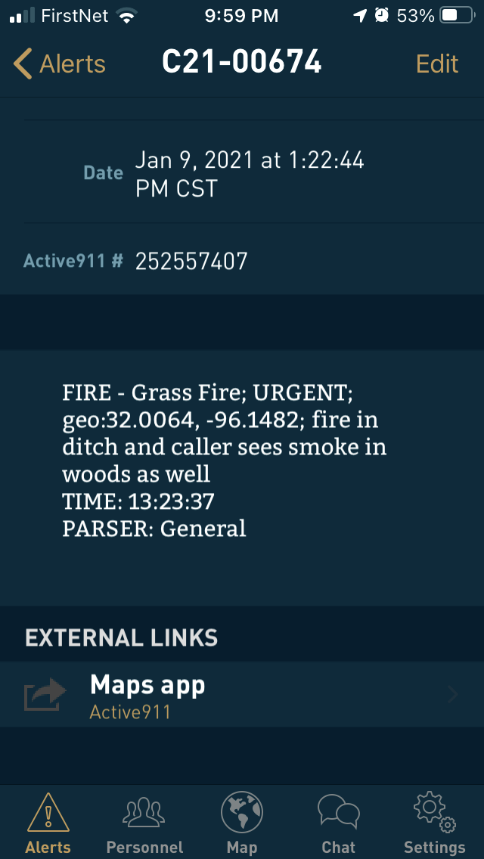 FirstNet 9:59 PM 53%
Alerts C21-00674 Edit
Date Jan 9, 2021 at 1:22:44
PM CST
Active911 # 252557407
FIRE - Grass Fire; URGENT;
geo:32.0064, -96.1482; fire in
ditch and caller sees smoke in
woods as well
TIME: 13:23:37
PARSER: General
EXTERNAL LINKS
Maps app
Active911
Alerts Personnel Map Chat Settings